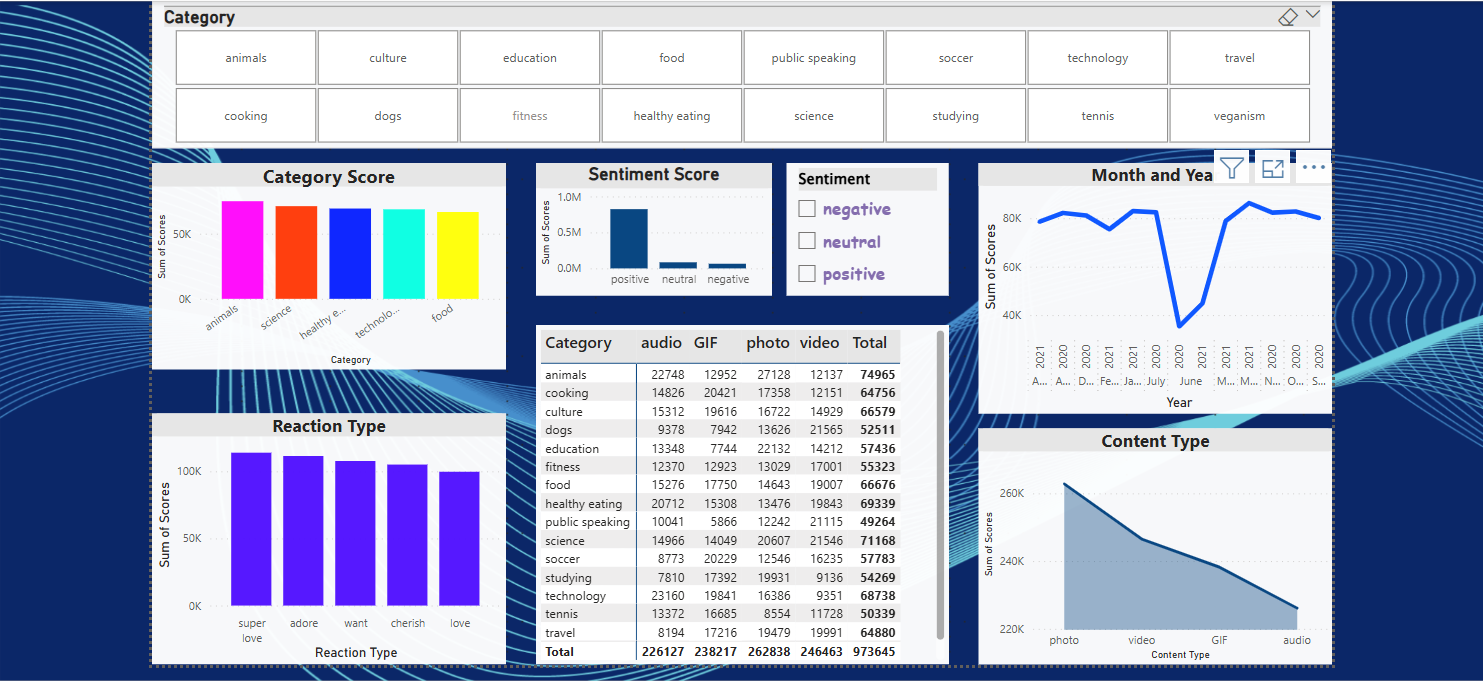 Category
animals culture education food public speaking soccer technology travel
cooking dogs fitness healthy eating science studying tennis veganism
Category Score
Sum of Scores
50K
0K
animals science healthy e... technolo... food
Category
Sentiment Score
Sum of Scores
1.0M
0.5M
0.0M
positive neutral negative
Sentiment
negative
neutral
positive
Month and Yea
Sum of Scores
80K
60K
40K
2021 2020 2020 2021 2021 2020 2020 2021 2021 2021 2020 2020 2020
A... A... D... Fe... Ja... July June M... M... N... O... S...
Year
Reaction Type
Sum of Scores
100K
50K
0K
super love adore want cherish love
Reaction Type
Category audio GIF photo video Total
animals 22748 12952 27128 12137 74965
cooking 14826 20421 17358 12151 64756
culture 15312 19616 16722 14929 66579
dogs 9378 7942 13626 21565 52511
education 13348 7744 22132 14212 57436
fitness 12370 12923 13029 17001 55323
food 15276 17750 14643 19007 66676
healthy eating 20712 15308 13476 19843 69339
public speaking 10041 5866 12242 21115 49264
science 14966 14049 20607 21546 71168
soccer 8773 20229 12546 16235 57783
studying 7810 17392 19931 9136 54269
technology 23160 19841 16386 9351 68738
tennis 13372 16685 8554 11728 50339
travel 8194 17216 19479 19991 64880
Total 226127 238217 262838 246463 973645
Content Type
Sum of Scores
260K
240K
220K
photo video GIF audio
Content Type